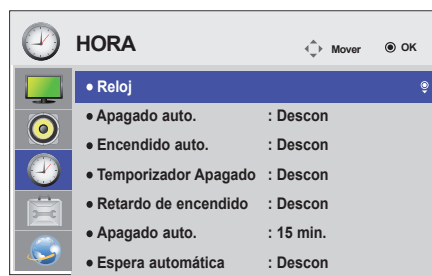 HORA
Mover OK
● Reloj
● Apagado auto. : Descon
● Encendido auto. : Descon
● Temporizador Apagado : Descon
● Retardo de encendido : Descon
● Apagado auto. : 15 min.
● Espera automática : Descon